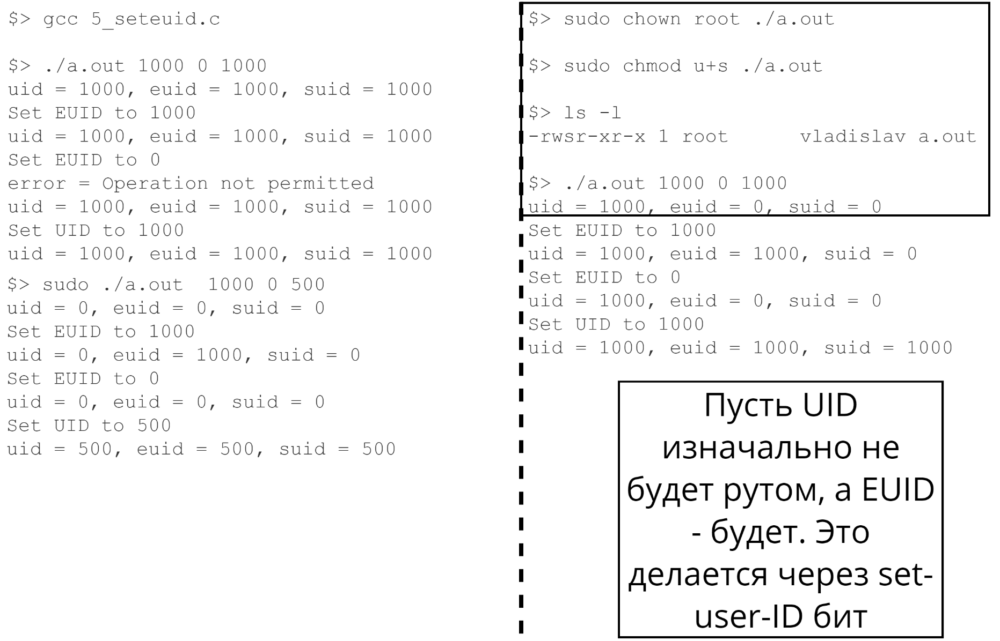 $> gcc 5_seteuid.c
$> ./a.out 1000 0 1000
uid = 1000, euid = 1000, suid = 1000
Set EUID to 1000
uid = 1000, euid = 1000, suid = 1000
Set EUID to 0
error = Operation not permitted
uid = 1000, euid = 1000, suid = 1000
Set UID to 1000
uid = 1000, euid = 1000, suid = 1000
$> sudo ./a.out  1000 0 500
uid = 0, euid = 0, suid = 0
Set EUID to 1000
uid = 0, euid = 1000, suid = 0
Set EUID to 0
uid = 0, euid = 0, suid = 0
Set UID to 500
uid = 500, euid = 500, suid = 500
$> sudo chown root ./a.out
$> sudo chmod u+s ./a.out
$> ls -l
-rwsr-xr-x 1 root      vladislav a.out
$> ./a.out 1000 0 1000
uid = 1000, euid = 0, suid = 0
Set EUID to 1000
uid = 1000, euid = 1000, suid = 0
Set EUID to 0
uid = 1000, euid = 0, suid = 0
Set UID to 1000
uid = 1000, euid = 1000, suid = 1000
Пусть UID
изначально не
будет рутом, а EUID
- будет. Это
делается через set-
user-ID бит